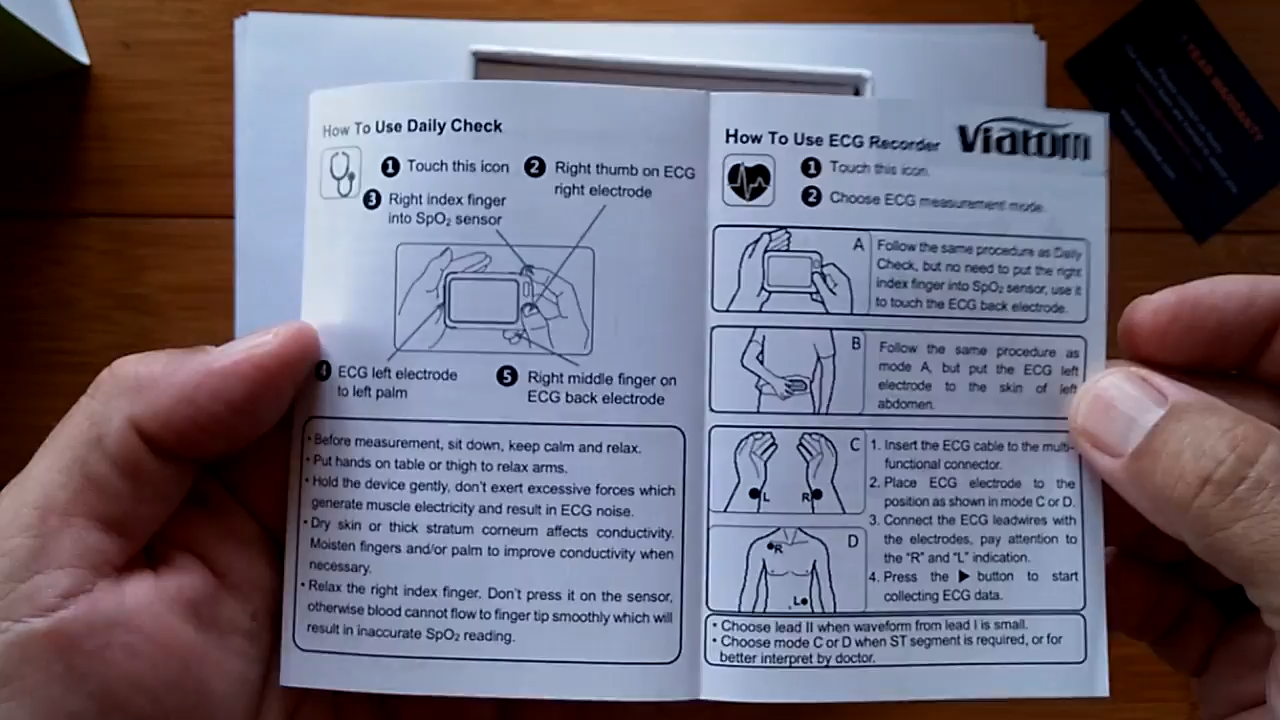 How To Use Daily Check
1 Touch this icon
2 Right thumb on ECG
right electrode
3 Right index finger
into SpO₂ sensor
4 ECG left electrode
to left palm
5 Right middle finger on
ECG back electrode
• Before measurement, sit down, keep calm and relax.
• Put hands on table or thigh to relax arms.
• Hold the device gently, don't exert excessive forces which
generate muscle electricity and result in ECG noise.
• Dry skin or thick stratum corneum affects conductivity.
Moisten fingers and/or palm to improve conductivity when
necessary.
• Relax the right index finger. Don't press it on the sensor,
otherwise blood cannot flow to finger tip smoothly which will
result in inaccurate SpO₂ reading.
How To Use ECG Recorder
Viatom
1 Touch this icon.
2 Choose ECG measurement mode.
A
Follow the same procedure as Daily
Check, but no need to put the right
index finger into SpO₂ sensor, use it
to touch the ECG back electrode.
B
Follow the same procedure as
mode A, but put the ECG left
electrode to the skin of left
abdomen.
C
L
R
D
R
L
1. Insert the ECG cable to the multi-
functional connector.
2. Place ECG electrode to the
position as shown in mode C or D.
3. Connect the ECG leadwires with
the electrodes, pay attention to
the "R" and "L" indication.
4. Press the ▶ button to start
collecting ECG data.
• Choose lead II when waveform from lead I is small.
• Choose mode C or D when ST segment is required, or for
better interpret by doctor.
1 YEAR WARRANTY